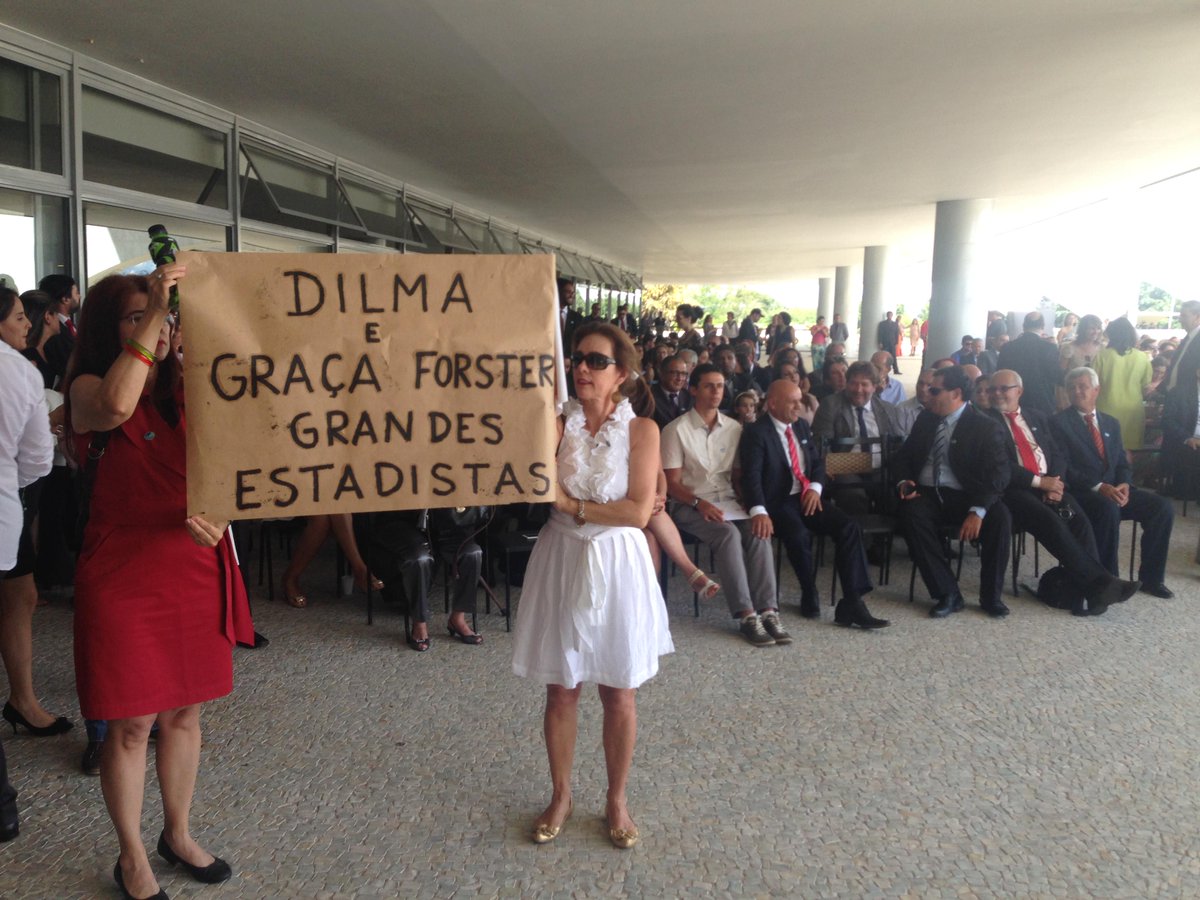 DILMA
E
GRAÇA FORSTER
GRANDES
ESTADISTAS